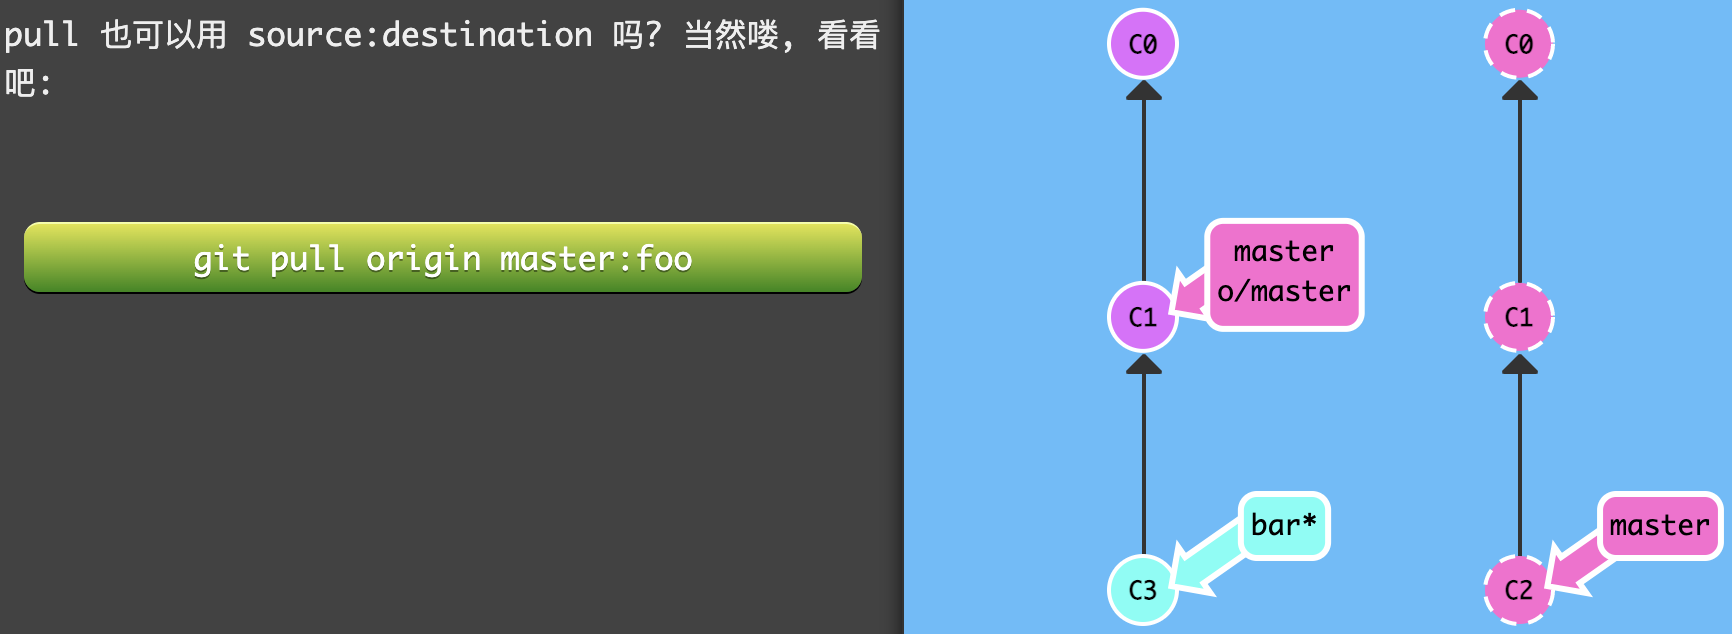 pull 也可以用 source:destination 吗? 当然喽, 看看
吧:
git pull origin master:foo
C0
C0
master
o/master
C1
C1
bar*
master
C3
C2